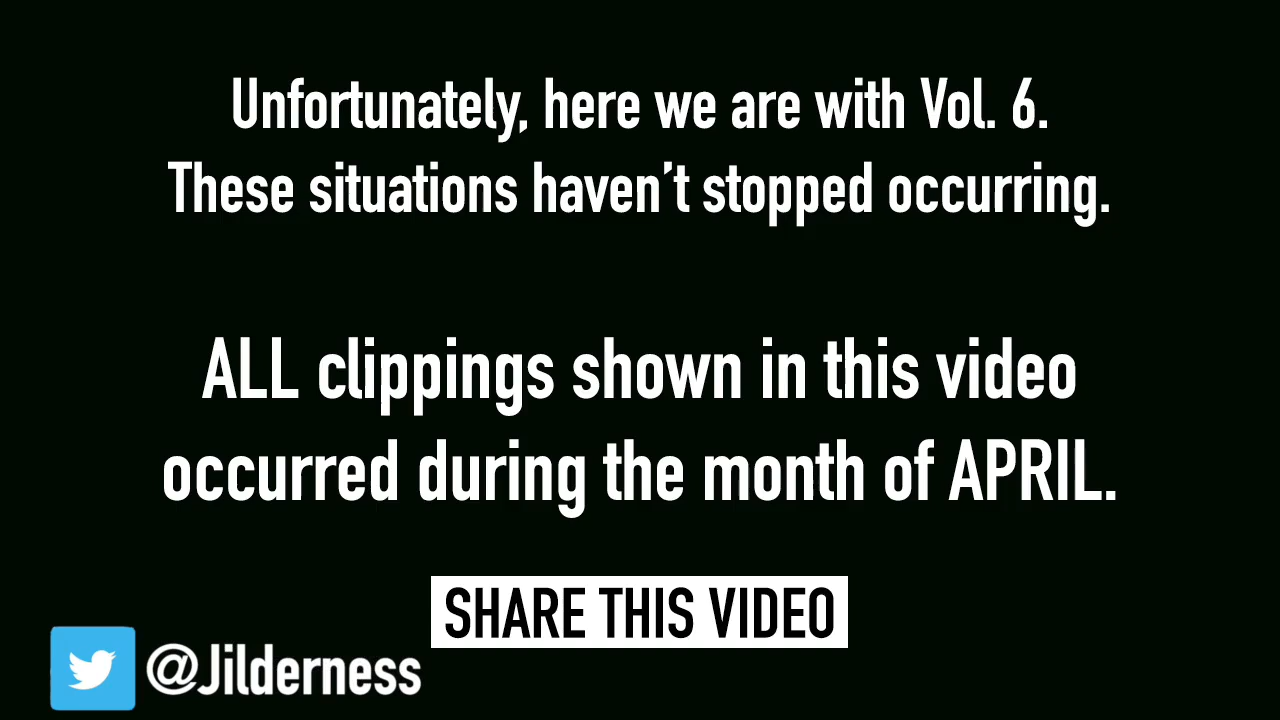 Unfortunately, here we are with Vol. 6.
These situations haven't stopped occurring.
ALL clippings shown in this video
occurred during the month of APRIL.
SHARE THIS VIDEO
@Jilderness